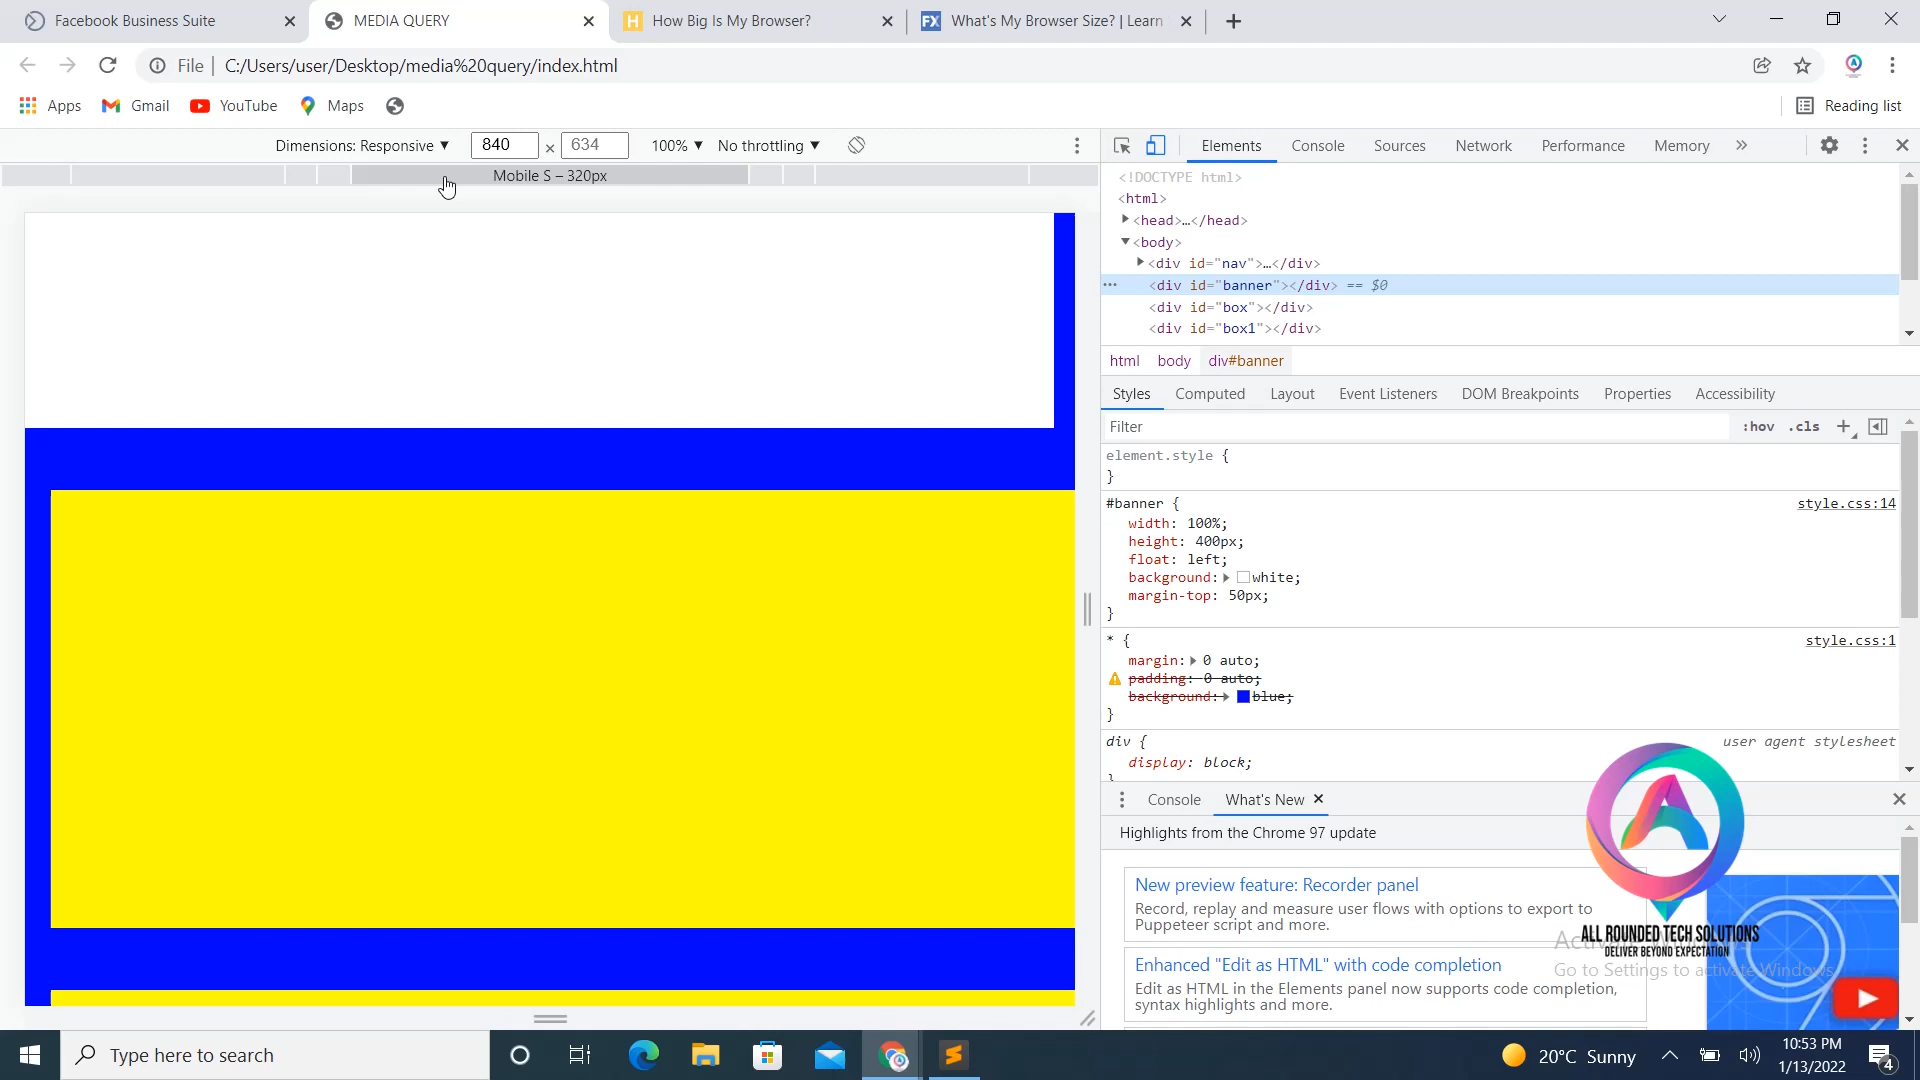 Facebook Business Suite
MEDIA QUERY
How Big Is My Browser?
What's My Browser Size? | Learn
File | C:/Users/user/Desktop/media%20query/index.html
Apps Gmail YouTube Maps Reading list
Dimensions: Responsive ▼ 840 × 634 100% ▼ No throttling ▼
Mobile S – 320px
Elements Console Sources Network Performance Memory »
<!DOCTYPE html>
<html>
▶<head>…</head>
▼<body>
▶<div id="nav">…</div>
<div id="banner"></div> == $0
<div id="box"></div>
<div id="box1"></div>
html body div#banner
Styles Computed Layout Event Listeners DOM Breakpoints Properties Accessibility
Filter :hov .cls +
element.style {
}
#banner { style.css:14
width: 100%;
height: 400px;
float: left;
background:▶ white;
margin-top: 50px;
}
* { style.css:1
margin:▶ 0 auto;
padding: 0 auto;
background:▶ blue;
}
div { user agent stylesheet
display: block;
}
Console What's New ×
Highlights from the Chrome 97 update
New preview feature: Recorder panel
Record, replay and measure user flows with options to export to
Puppeteer script and more.
Enhanced "Edit as HTML" with code completion
Edit as HTML in the Elements panel now supports code completion,
syntax highlights and more.
ALL ROUNDED TECH SOLUTIONS
DELIVER BEYOND EXPECTATION
Go to Settings to activate Windows.
Type here to search
20°C Sunny
10:53 PM
1/13/2022
4